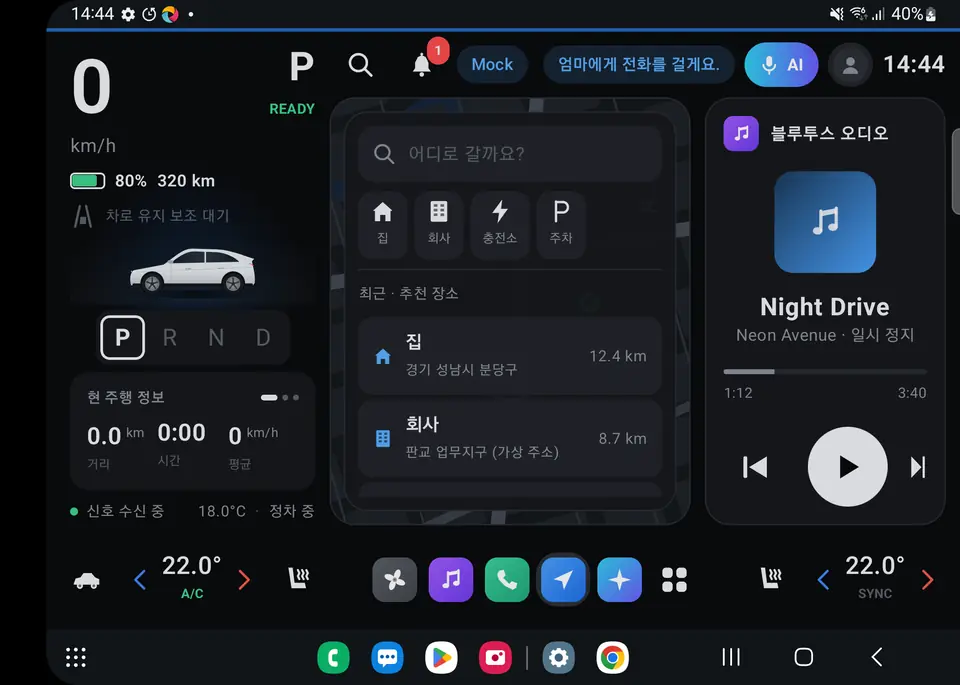 14:44
40%
0
P
READY
km/h
80% 320 km
차로 유지 보조 대기
P R N D
현 주행 정보
0.0 km 0:00 0 km/h
거리 시간 평균
신호 수신 중 18.0°C · 정차 중
1
Mock
엄마에게 전화를 걸게요.
AI
14:44
어디로 갈까요?
P
집 회사 충전소 주차
최근 · 추천 장소
집
경기 성남시 분당구
12.4 km
회사
판교 업무지구 (가상 주소)
8.7 km
블루투스 오디오
Night Drive
Neon Avenue · 일시 정지
1:12 3:40
22.0°
A/C
22.0°
SYNC